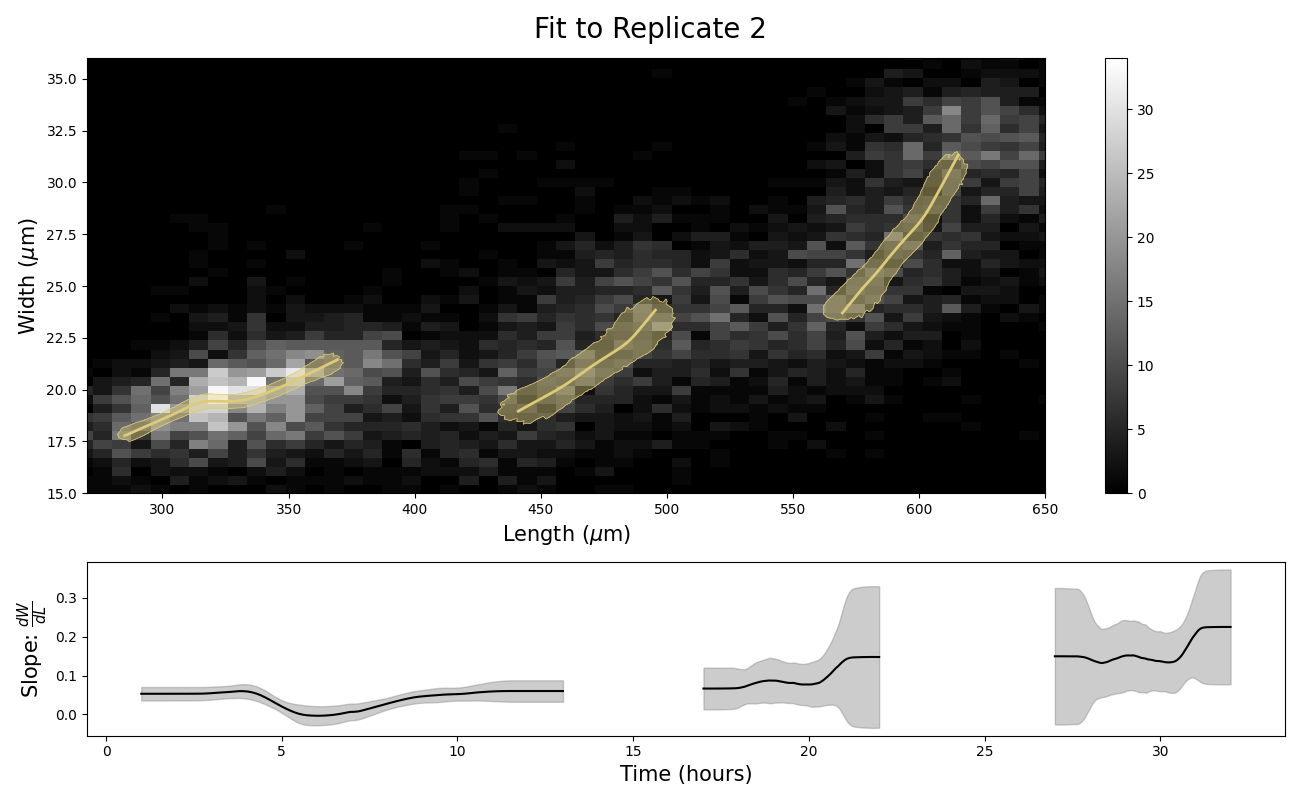 Fit to Replicate 2
35.0
32.5
30.0
27.5
25.0
22.5
20.0
17.5
15.0
Width (μm)
300 350 400 450 500 550 600 650
Length (μm)
30
25
20
15
10
5
0
0.3
0.2
0.1
0.0
Slope: dW/dL
0 5 10 15 20 25 30
Time (hours)